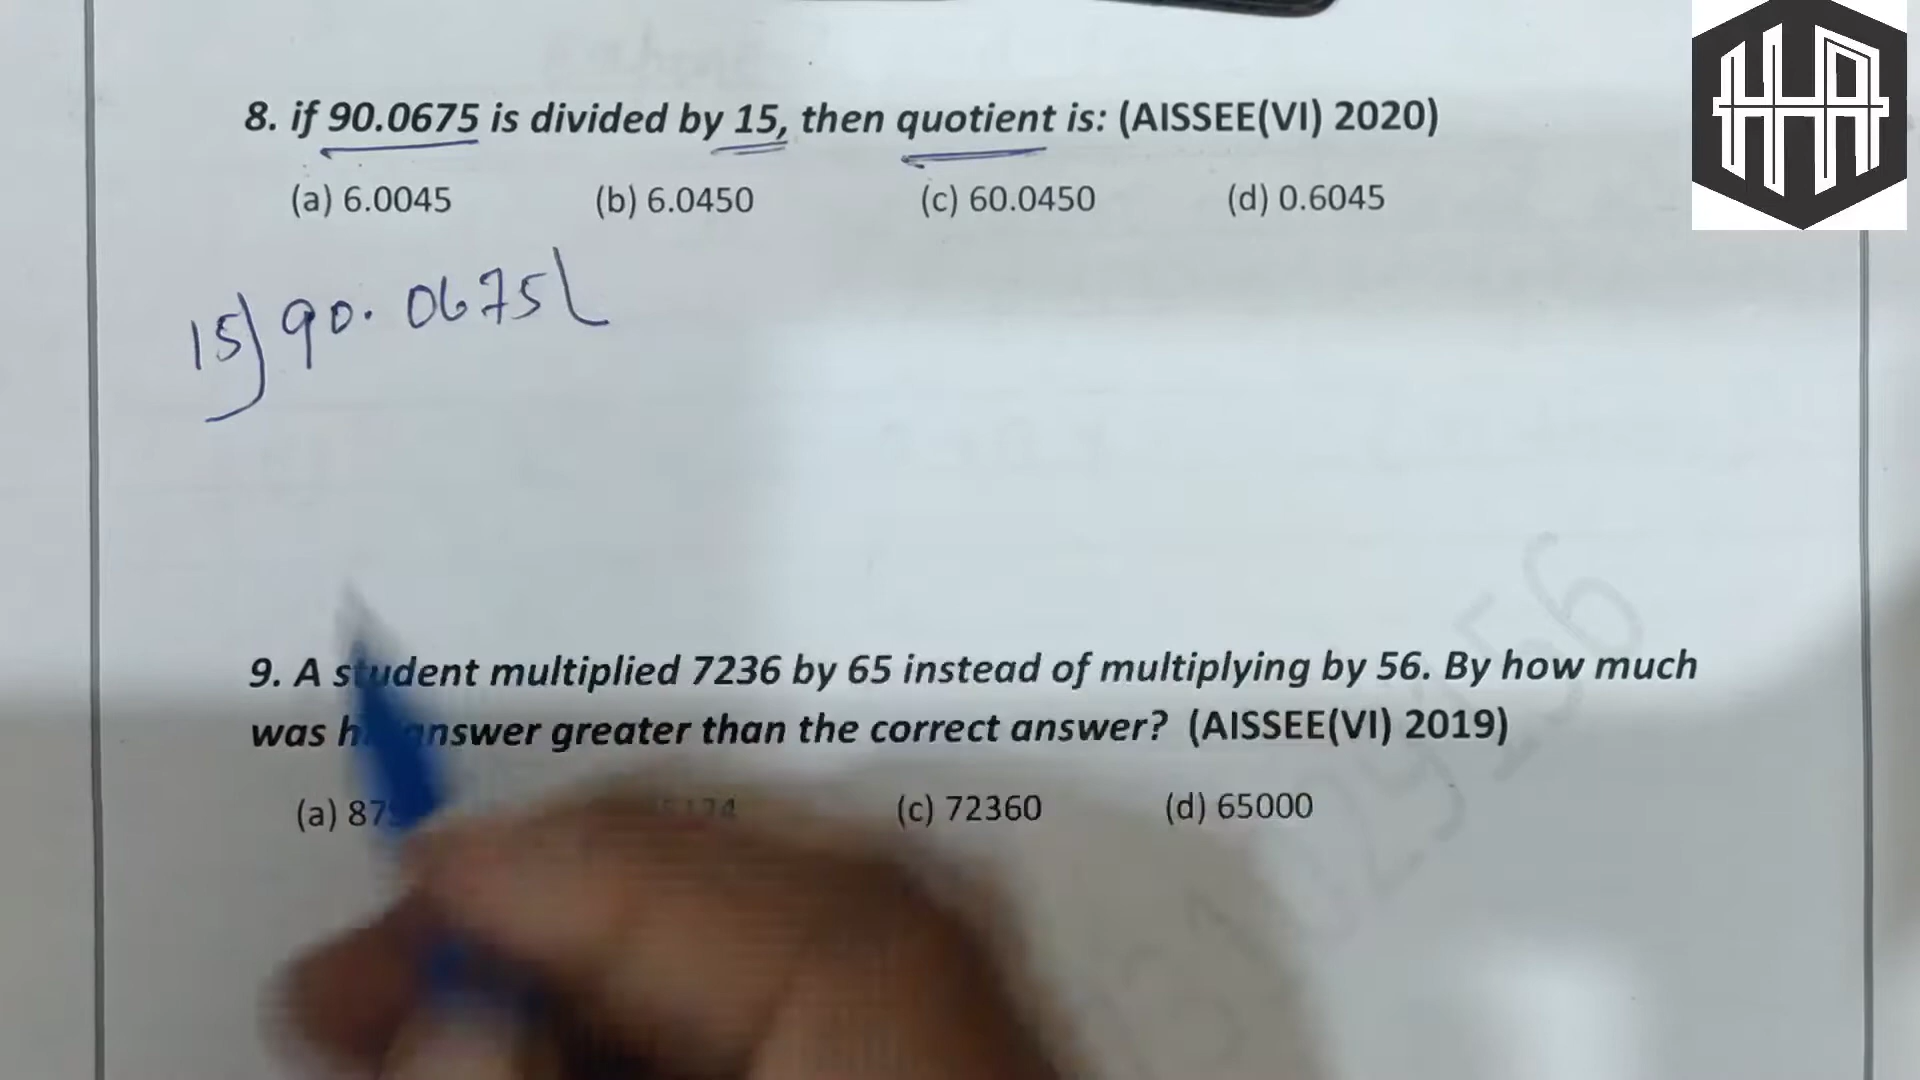 8. if 90.0675 is divided by 15, then quotient is: (AISSEE(VI) 2020)
(a) 6.0045 (b) 6.0450 (c) 60.0450 (d) 0.6045
15)90.0675(
9. A student multiplied 7236 by 65 instead of multiplying by 56. By how much
was answer greater than the correct answer? (AISSEE(VI) 2019)
(a) (c) 72360 (d) 65000